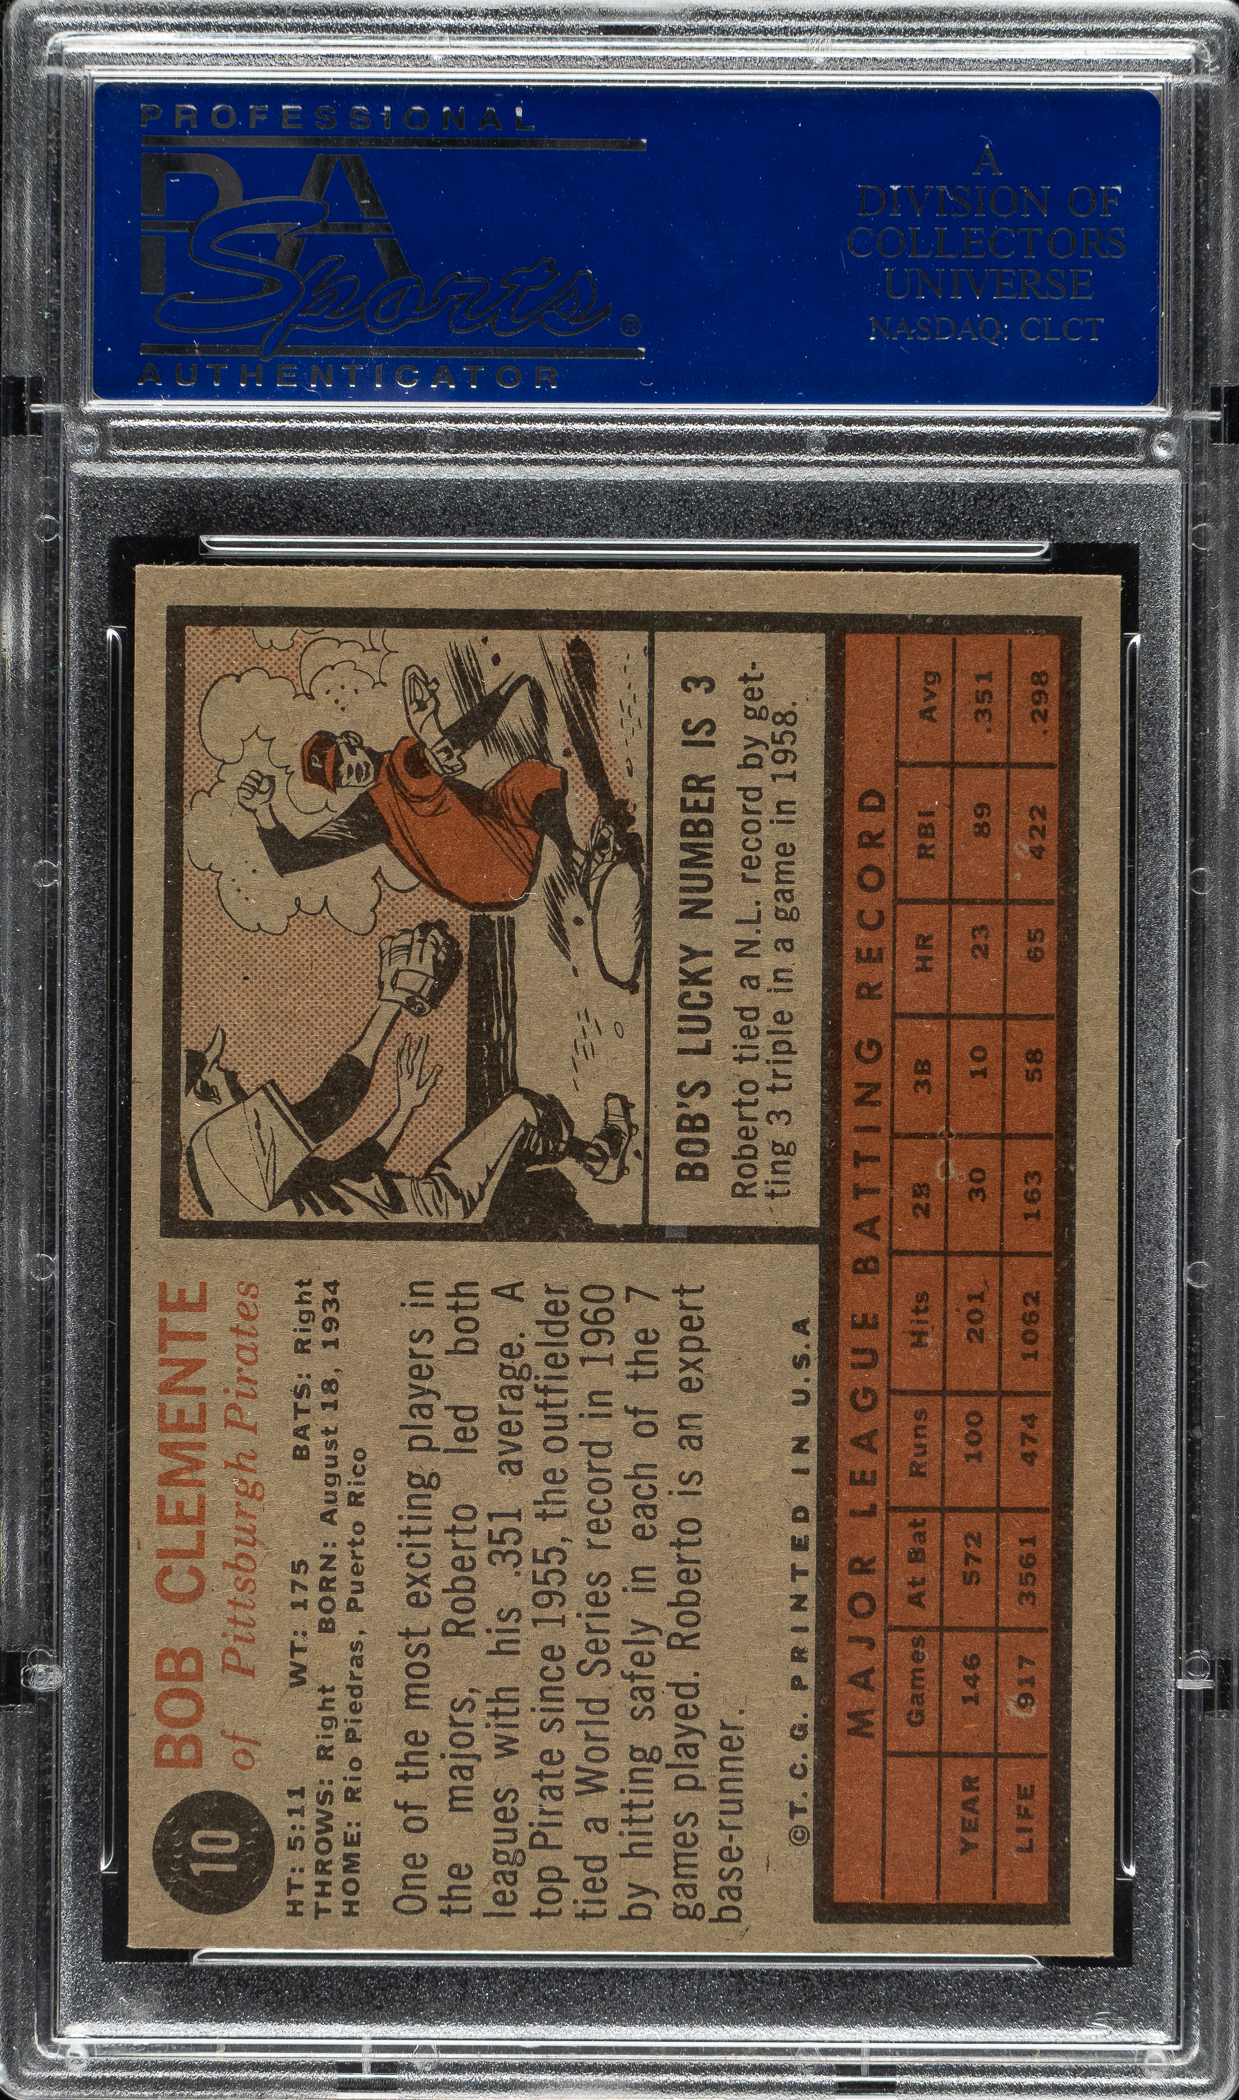 PROFESSIONAL
PSA
Sports®
AUTHENTICATOR
A
DIVISION OF
COLLECTORS
UNIVERSE
NASDAQ: CLCT
10
BOB CLEMENTE
of Pittsburgh Pirates
HT: 5:11 WT: 175 BATS: Right
THROWS: Right BORN: August 18, 1934
HOME: Rio Piedras, Puerto Rico
One of the most exciting players in
the majors, Roberto led both
leagues with his .351 average. A
top Pirate since 1955, the outfielder
tied a World Series record in 1960
by hitting safely in each of the 7
games played. Roberto is an expert
base-runner.
©T. C. G. PRINTED IN U.S.A
P
BOB'S LUCKY NUMBER IS 3
Roberto tied a N.L. record by get-
ting 3 triple in a game in 1958.
MAJOR LEAGUE BATTING RECORD
Games At Bat Runs Hits 2B 3B HR RBI Avg
YEAR 146 572 100 201 30 10 23 89 .351
LIFE 917 3561 474 1062 163 58 65 422 .298